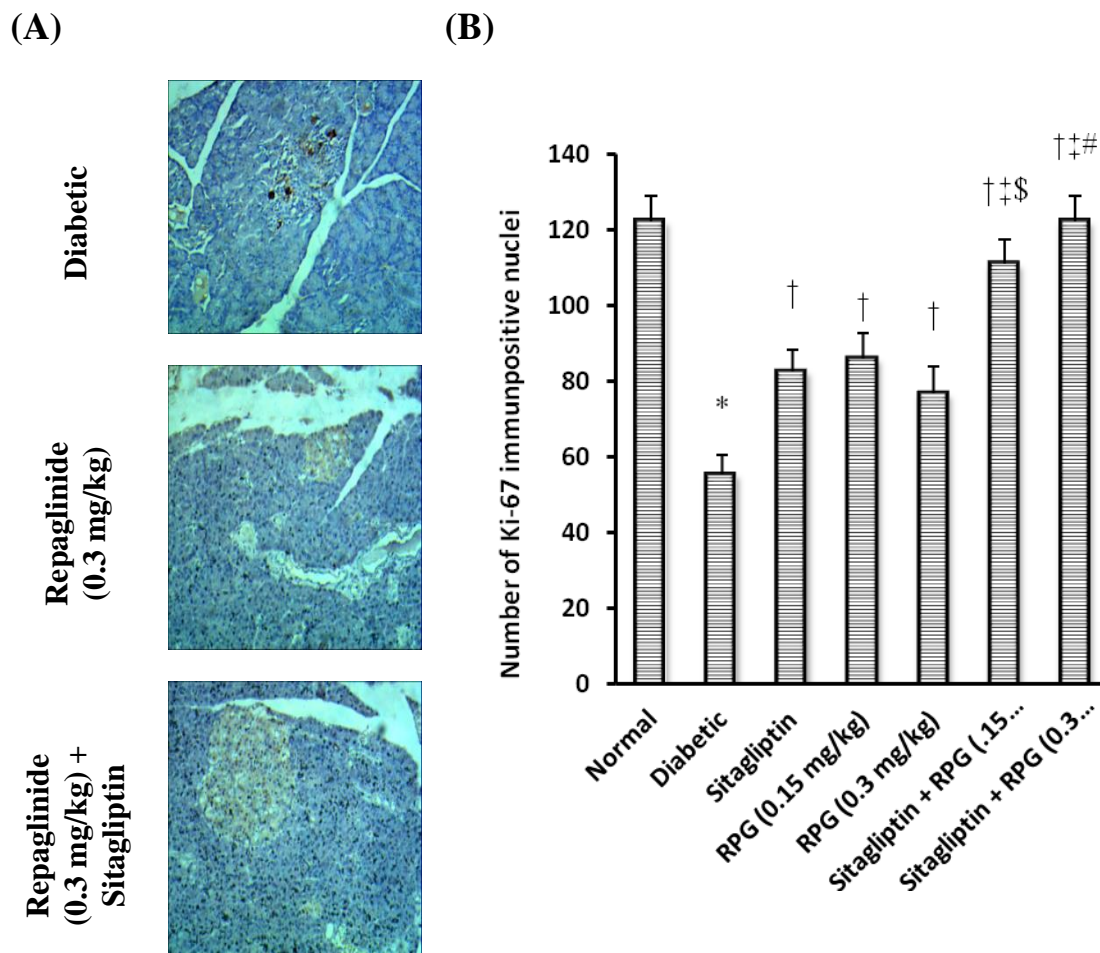 (A)
Diabetic
Repaglinide
(0.3 mg/kg)
Repaglinide
(0.3 mg/kg) +
Sitagliptin
(B)
Number of Ki-67 immunpositive nuclei
140
120
100
80
60
40
20
0
*
†
†
†
†‡$
†‡#
Normal
Diabetic
Sitagliptin
RPG (0.15 mg/kg)
RPG (0.3 mg/kg)
Sitagliptin + RPG (.15...
Sitagliptin + RPG (0.3...